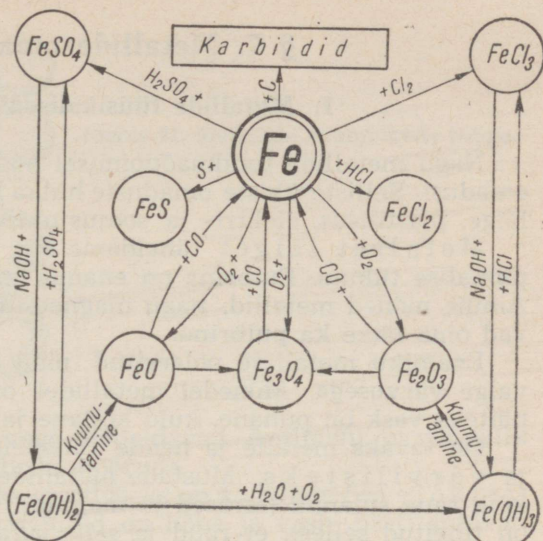 Karbiidid
FeSO₄
FeCl₃
H₂SO₄+
+C
+Cl₂
Fe
S+
+HCl
FeS
FeCl₂
NaOH+
+H₂SO₄
+CO
O₂+
CO
O₂+
CO+
+O₂
NaOH+
+HCl
FeO
Fe₃O₄
Fe₂O₃
Kuumu-
tamine
Kuumu-
tamine
+H₂O+O₂
Fe(OH)₂
Fe(OH)₃